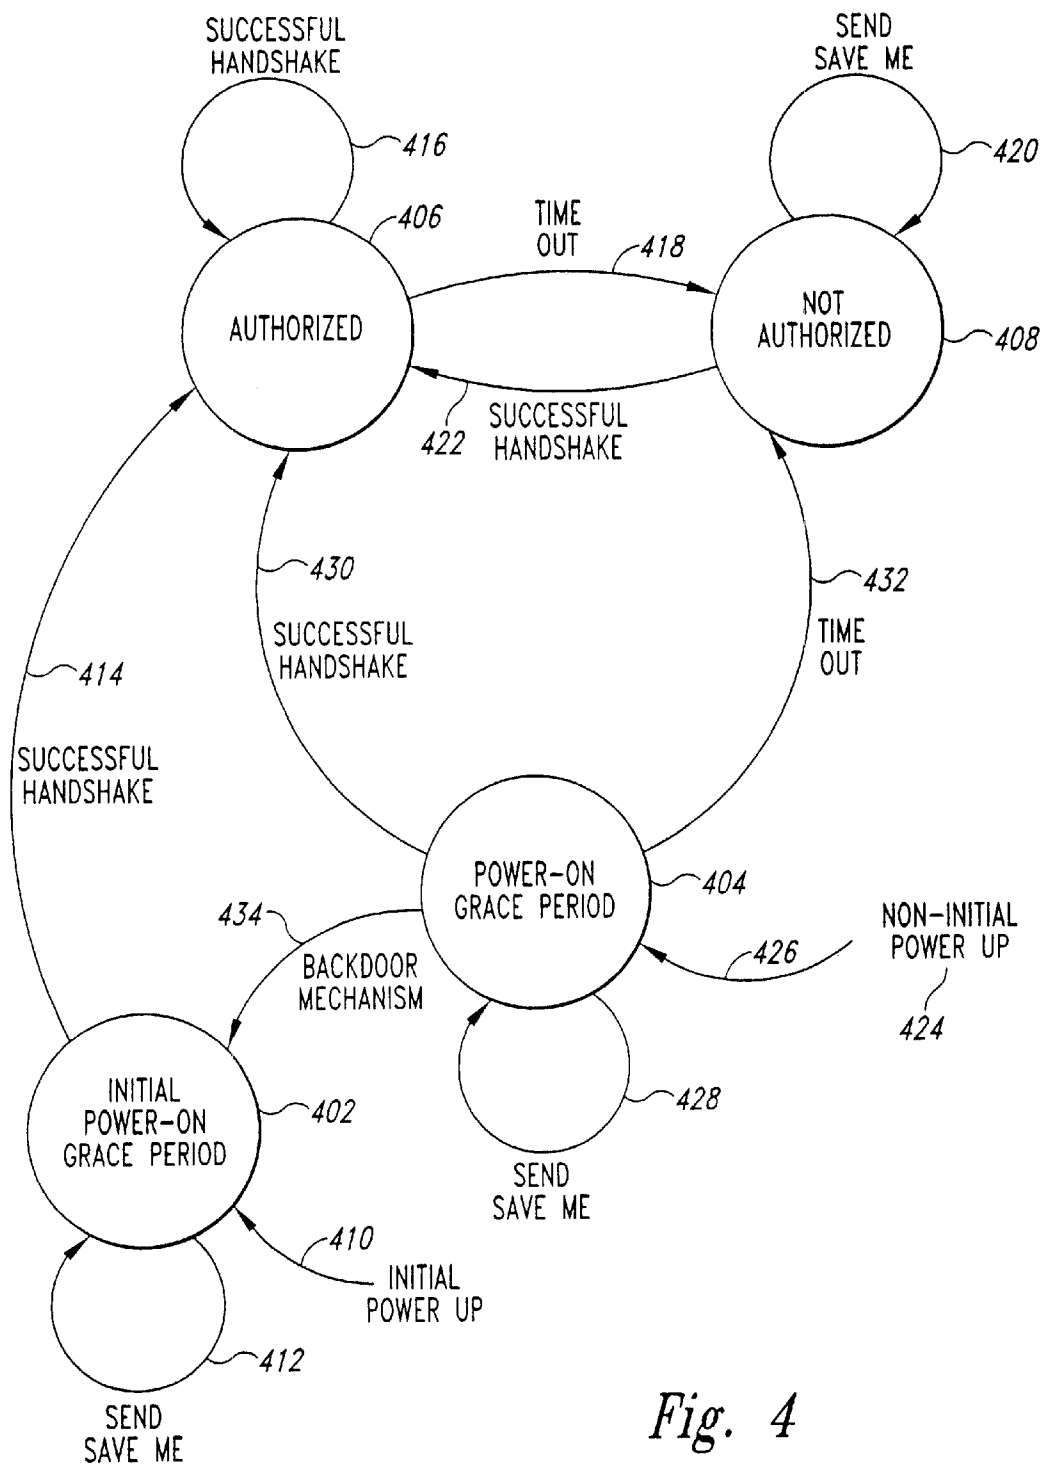 SUCCESSFUL
HANDSHAKE
SEND
SAVE ME
416
420
406
TIME
OUT
418
AUTHORIZED
NOT
AUTHORIZED
408
422
SUCCESSFUL
HANDSHAKE
430
432
SUCCESSFUL
HANDSHAKE
TIME
OUT
414
SUCCESSFUL
HANDSHAKE
POWER-ON
GRACE PERIOD
404
434
BACKDOOR
MECHANISM
426
NON-INITIAL
POWER UP
424
INITIAL
POWER-ON
GRACE PERIOD
402
428
SEND
SAVE ME
410
INITIAL
POWER UP
412
SEND
SAVE ME
Fig. 4